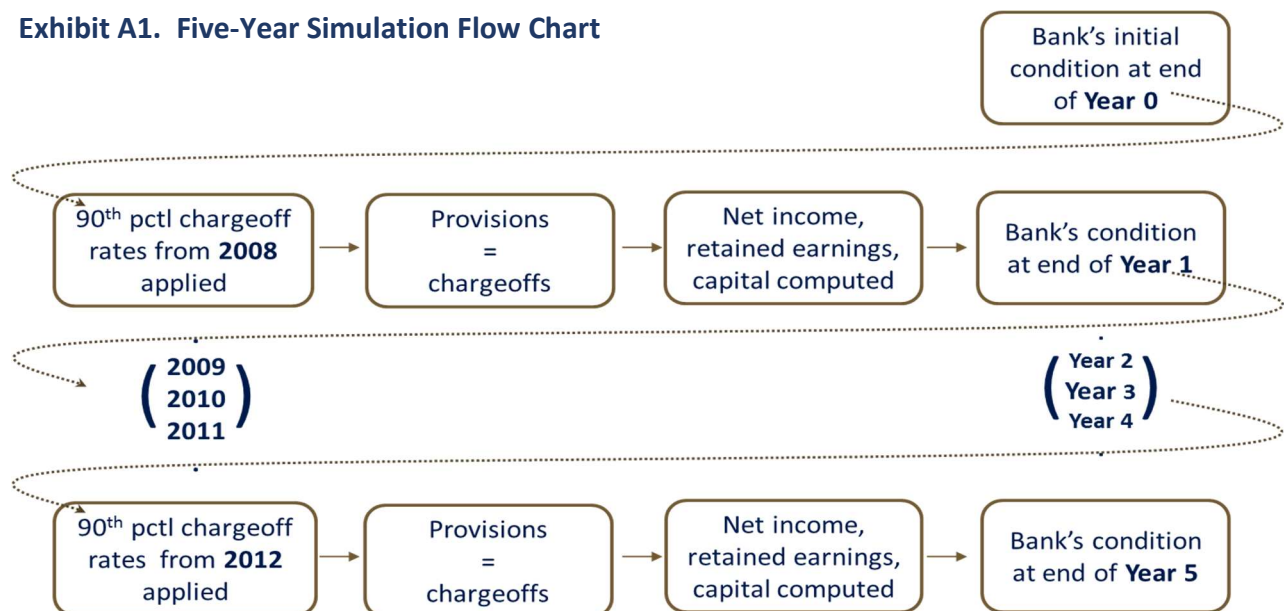 Exhibit A1. Five-Year Simulation Flow Chart
Bank’s initial
condition at end
of Year 0
90th pctl chargeoff
rates from 2008
applied
Provisions
=
chargeoffs
Net income,
retained earnings,
capital computed
Bank’s condition
at end of Year 1
( 2009
2010
2011 )
( Year 2
Year 3
Year 4 )
90th pctl chargeoff
rates from 2012
applied
Provisions
=
chargeoffs
Net income,
retained earnings,
capital computed
Bank’s condition
at end of Year 5